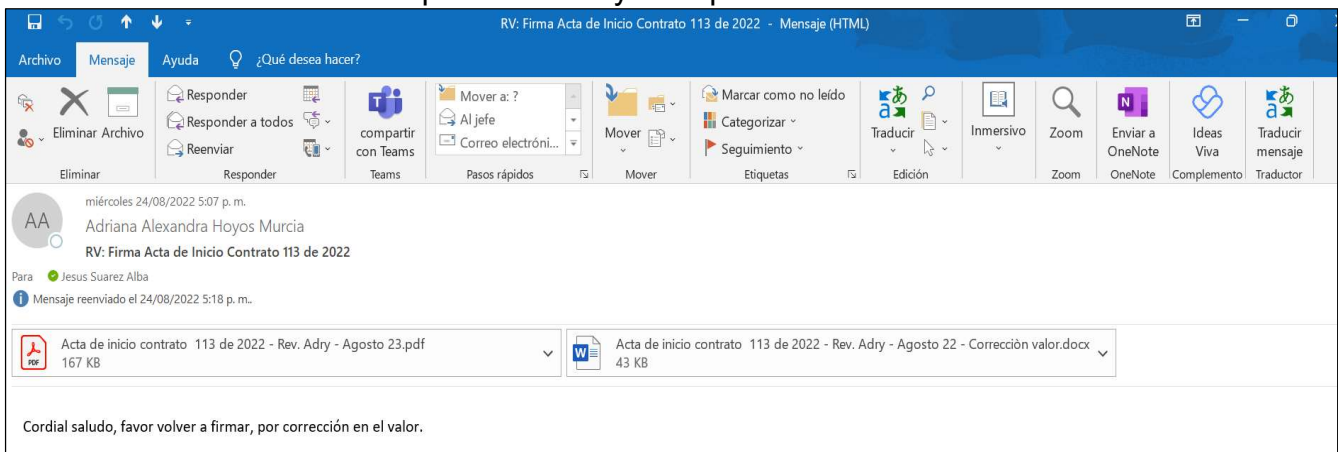 RV: Firma Acta de Inicio Contrato 113 de 2022 - Mensaje (HTML)
Archivo Mensaje Ayuda ¿Qué desea hacer?
Eliminar Archivo
Eliminar
Responder
Responder a todos
Reenviar
Responder
compartir
con Teams
Teams
Mover a: ?
Al jefe
Correo electróni...
Pasos rápidos
Mover
Mover
Marcar como no leído
Categorizar
Seguimiento
Etiquetas
Traducir
Edición
Inmersivo
Zoom
Zoom
Enviar a
OneNote
OneNote
Ideas
Viva
Complemento
Traducir
mensaje
Traductor
miércoles 24/08/2022 5:07 p. m.
AA
Adriana Alexandra Hoyos Murcia
RV: Firma Acta de Inicio Contrato 113 de 2022
Para Jesus Suarez Alba
Mensaje reenviado el 24/08/2022 5:18 p. m..
PDF
Acta de inicio contrato 113 de 2022 - Rev. Adry - Agosto 23.pdf
167 KB
Acta de inicio contrato 113 de 2022 - Rev. Adry - Agosto 22 - Correcciòn valor.docx
43 KB
Cordial saludo, favor volver a firmar, por corrección en el valor.